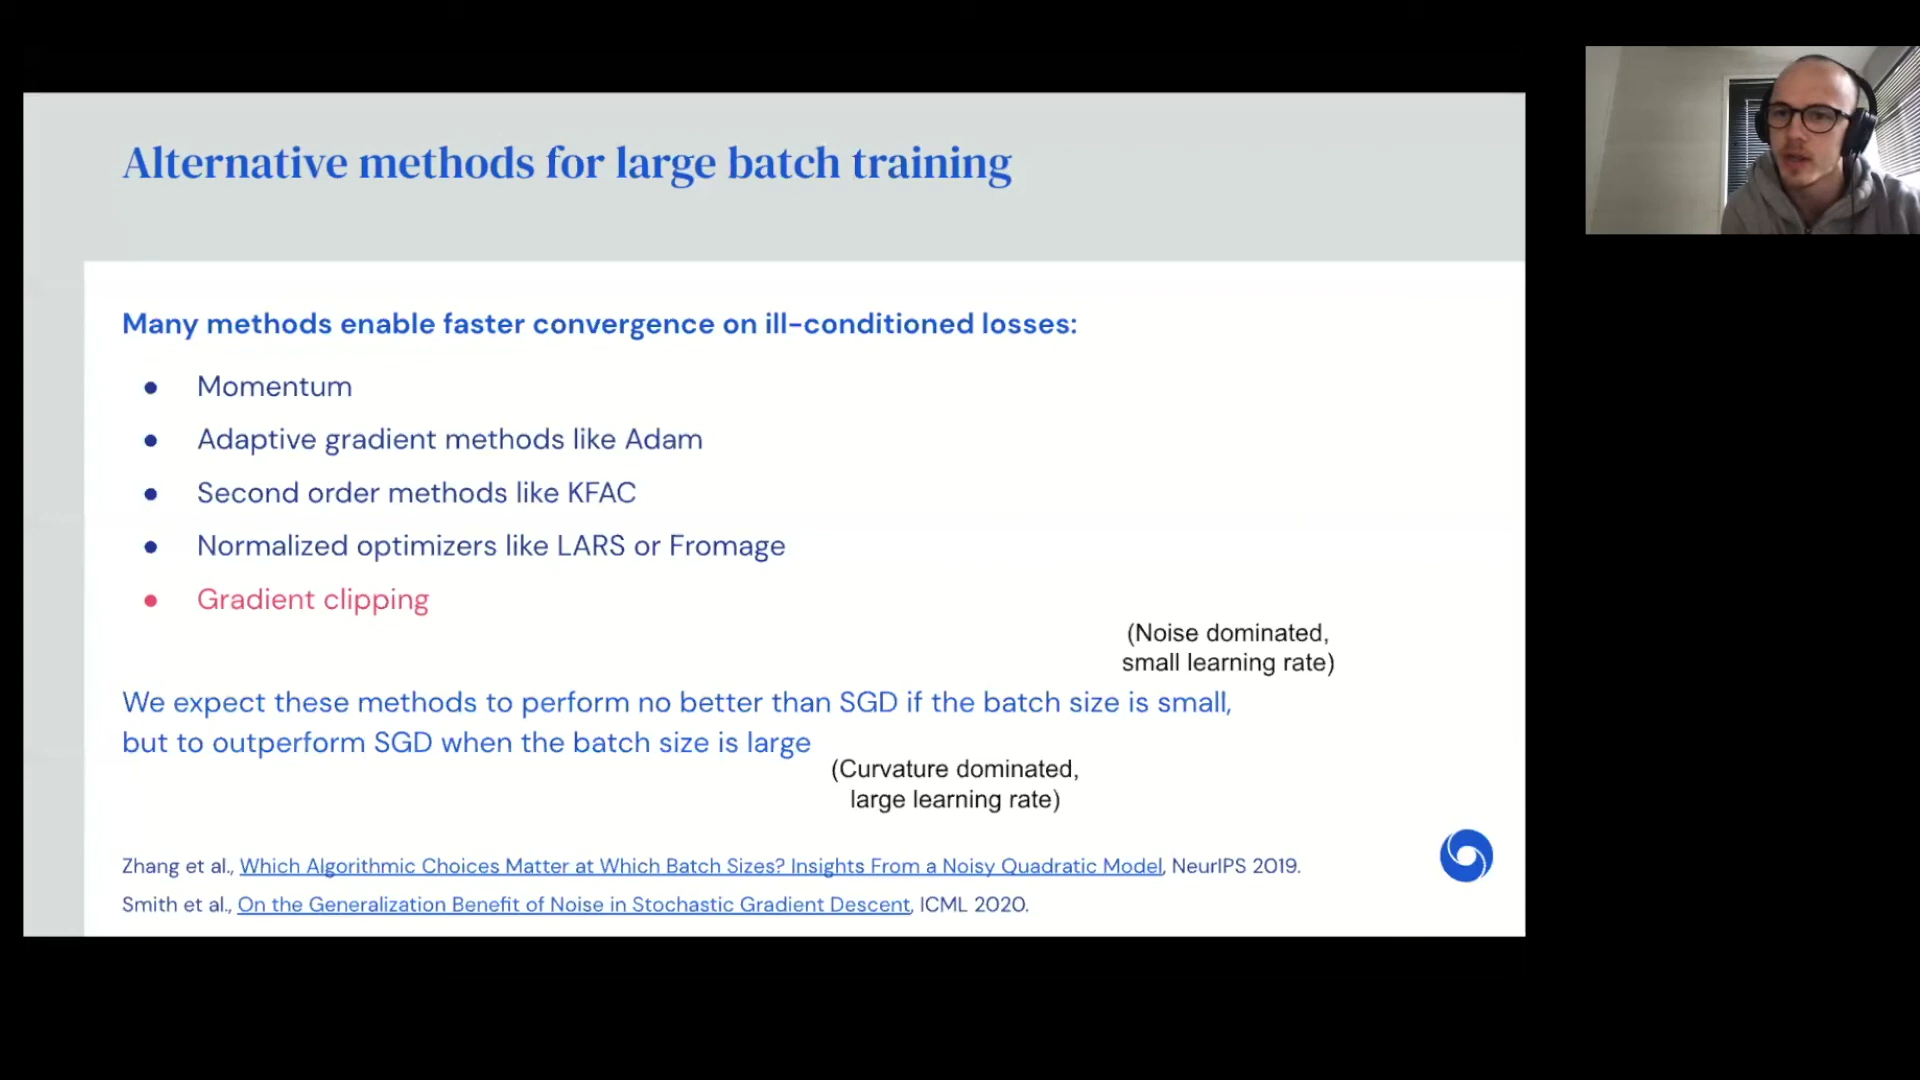 Alternative methods for large batch training
Many methods enable faster convergence on ill-conditioned losses:
● Momentum
● Adaptive gradient methods like Adam
● Second order methods like KFAC
● Normalized optimizers like LARS or Fromage
● Gradient clipping
(Noise dominated,
small learning rate)
We expect these methods to perform no better than SGD if the batch size is small,
but to outperform SGD when the batch size is large
(Curvature dominated,
large learning rate)
Zhang et al., Which Algorithmic Choices Matter at Which Batch Sizes? Insights From a Noisy Quadratic Model, NeurIPS 2019.
Smith et al., On the Generalization Benefit of Noise in Stochastic Gradient Descent, ICML 2020.